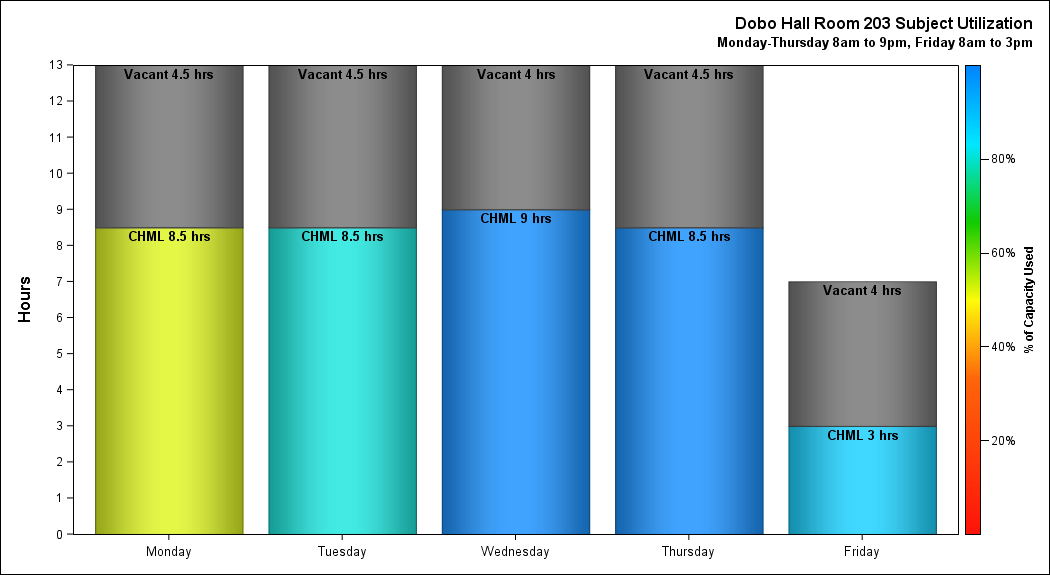 Dobo Hall Room 203 Subject Utilization
Monday-Thursday 8am to 9pm, Friday 8am to 3pm
Hours
13
12
11
10
9
8
7
6
5
4
3
2
1
0
Vacant 4.5 hrs
CHML 8.5 hrs
Vacant 4.5 hrs
CHML 8.5 hrs
Vacant 4 hrs
CHML 9 hrs
Vacant 4.5 hrs
CHML 8.5 hrs
Vacant 4 hrs
CHML 3 hrs
Monday
Tuesday
Wednesday
Thursday
Friday
80%
60%
40%
20%
% of Capacity Used